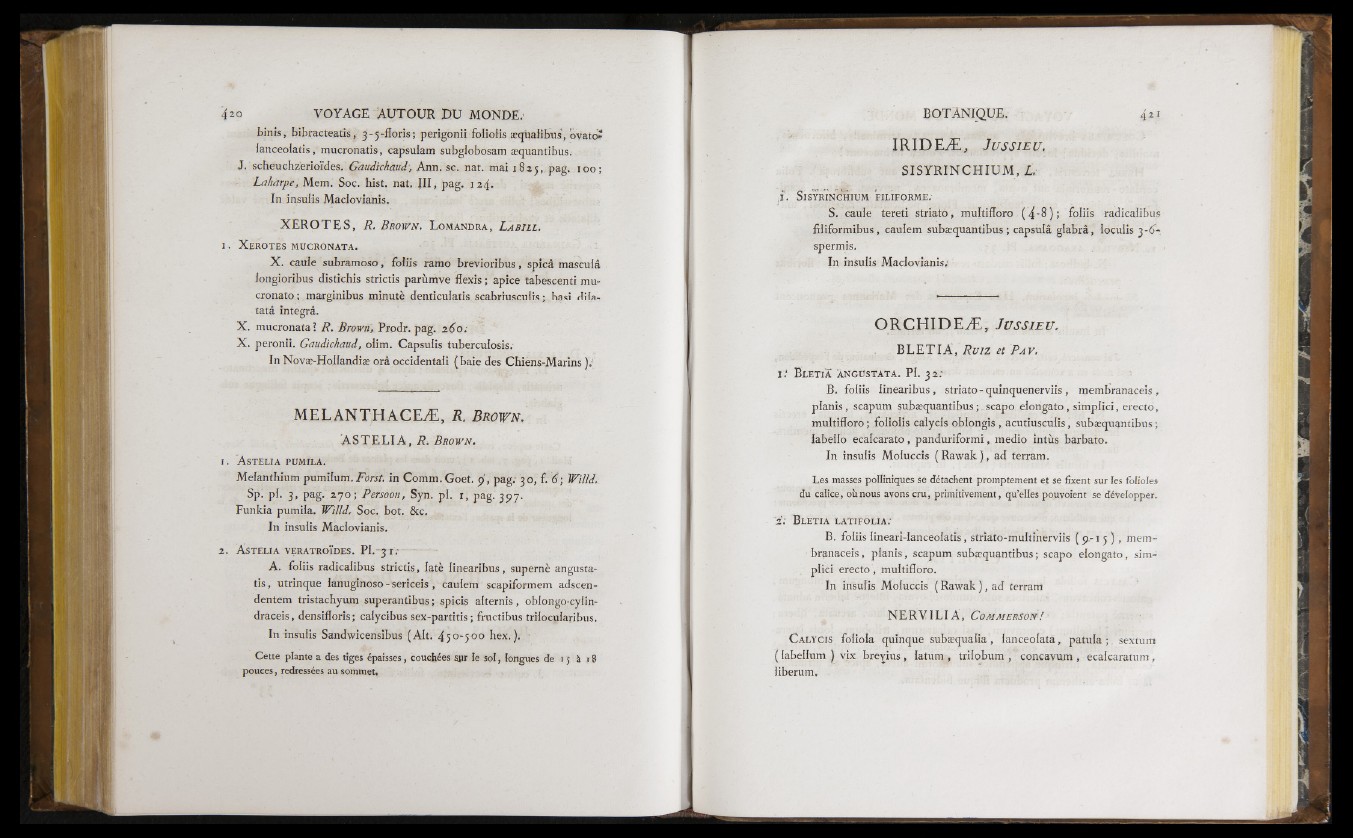 420 VOYAGE AUTOUR DU MONDE.
binis, bibracteatis, 3-5-floris; perigonii foliolis æqualibus, ovato-
lanceolatis, mucronatis, capsulam subglobosam æquantibus.
J. scheuchzerioïdes. Gaudichaud, Ann. sc. nat. mai 1825, pag. 100;
Laharpe, Mem. Soc. hist. nat. III, pag. 124.
In insulis Maclovianis.
XEROTES, R. BROWN. LOMANDRA, LABILL.
1. XEROTES MUCRONATA.
X. caule subramoso, foliis ramo brevioribus, spicâ masculâ
longioribus distichis strictis parùmve flexis; apice tabescenti mu-
cronato; marginibus minutè denticulatis scabriusculis; basi dila-
tatâ integrâ.
X. mucronata? R. Brown, Prodr. pag. 260.
X. peronii. Gaudichaud, olim. Capsulis tuberculosis.
In Novæ-Hollandiæ orâ occidentali (baie des Chiens-Marins).
MELANTHACEÆ, R. BROWN.
ASTELIA, R. BROWN.
1. ASTELIA PUMILA.
Melanthium pumilum. Forst. in Comm. Goet. 9, pag. 30, f. 6; Willd.
Sp. pl. 3, pag. 270; Persoon, Syn. pl. 1, pag. 397.
Funkia pumila. Willd. Soc. bot. &c.
In insulis Maclovianis.
2. ASTELIA VERATROÏDES. Pl. 31.
A. foliis radicalibus strictis, latè linearibus, supernè angusta-
tis, utrinque lanuginoso-sericeis, caulem scapiformem adscen-
dentem tristachyum superantibus; spicis alternis, oblongo-cylin-
draceis, densifloris; calycibus sex-partitis; fructibus trilocularibus.
In insulis Sandwicensibus (Alt. 450-500 hex.).
Cette plante a des tiges épaisses, couchées sur le sol, longues de 15 à 18
pouces, redressées au sommet.
BOTANIQUE. 421
IRIDEÆ, JUSSIEU.
SISYRINCHIUM, L.
1. SISYRINCHIUM FILIFORME.
S. caule tereti striato, multifloro (4-8); foliis radicalibus
filiformibus, caulem subæquantibus; capsulâ glabrâ, loculis 3-6-
spermis.
In insulis Maclovianis.
ORCHIDEÆ, JUSSIEU.
BLETIA, RUIZ et PAV.
1. BLETIA ANGUSTATA. Pl. 32.
B. foliis linearibus, striato-quinquenerviis, membranaceis,
planis, scapum subæquantibus; scapo elongato, simplici, erecto,
multifloro; foliolis calycis oblongis, acutiusculis, subæquantibus;
labello ecalcarato, panduriformi, medio intùs barbato.
In insulis Moluccis (Rawak), ad terram.
Les masses polliniques se détachent promptement et se fixent sur les folioles
du calice, où nous avons cru, primitivement, qu'elles pouvoient se développer.
2. BLETIA LATIFOLIA.
B. foliis lineari-lanceolatis, striato-multinerviis (9-15), mem-
branaceis, planis, scapum subæquantibus; scapo elongato, sim-
plici erecto, multifloro.
In insulis Moluccis (Rawak), ad terram
NERVILIA, COMMERSON!
CALYCIS foliola quinque subæqualia, lanceolata, patula; sextum
(labellum) vix brevius, latum, trilobum, concavum, ecalcaratum,
liberum.